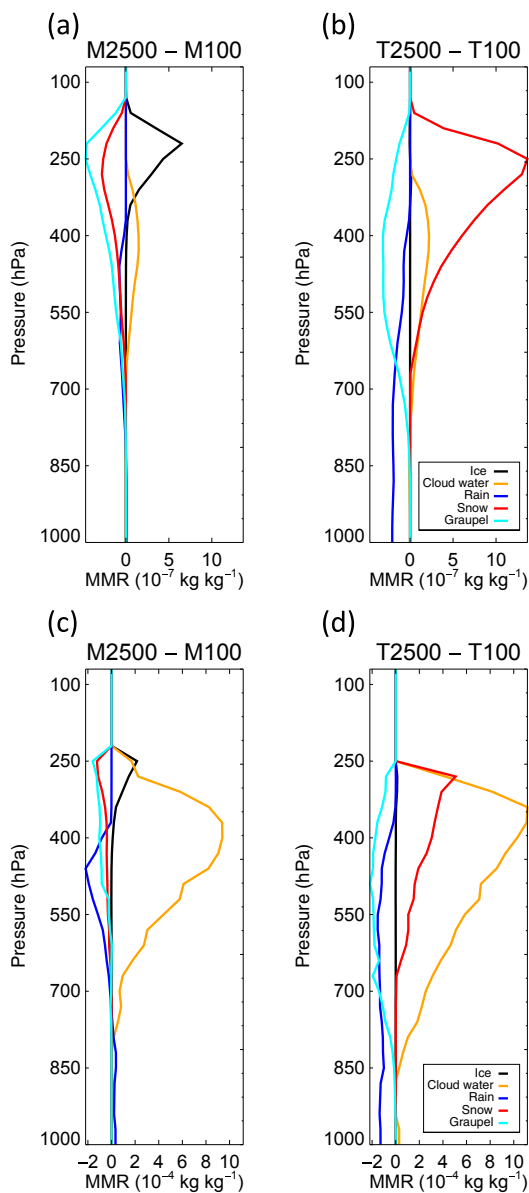 (a)
M2500 – M100
100
250
400
550
700
850
1000
Pressure (hPa)
0 5 10
MMR (10⁻⁷ kg kg⁻¹)
(b)
T2500 – T100
100
250
400
550
700
850
1000
Pressure (hPa)
Ice
Cloud water
Rain
Snow
Graupel
0 5 10
MMR (10⁻⁷ kg kg⁻¹)
(c)
M2500 – M100
100
250
400
550
700
850
1000
Pressure (hPa)
−2 0 2 4 6 8 10
MMR (10⁻⁴ kg kg⁻¹)
(d)
T2500 – T100
100
250
400
550
700
850
1000
Pressure (hPa)
Ice
Cloud water
Rain
Snow
Graupel
−2 0 2 4 6 8 10
MMR (10⁻⁴ kg kg⁻¹)